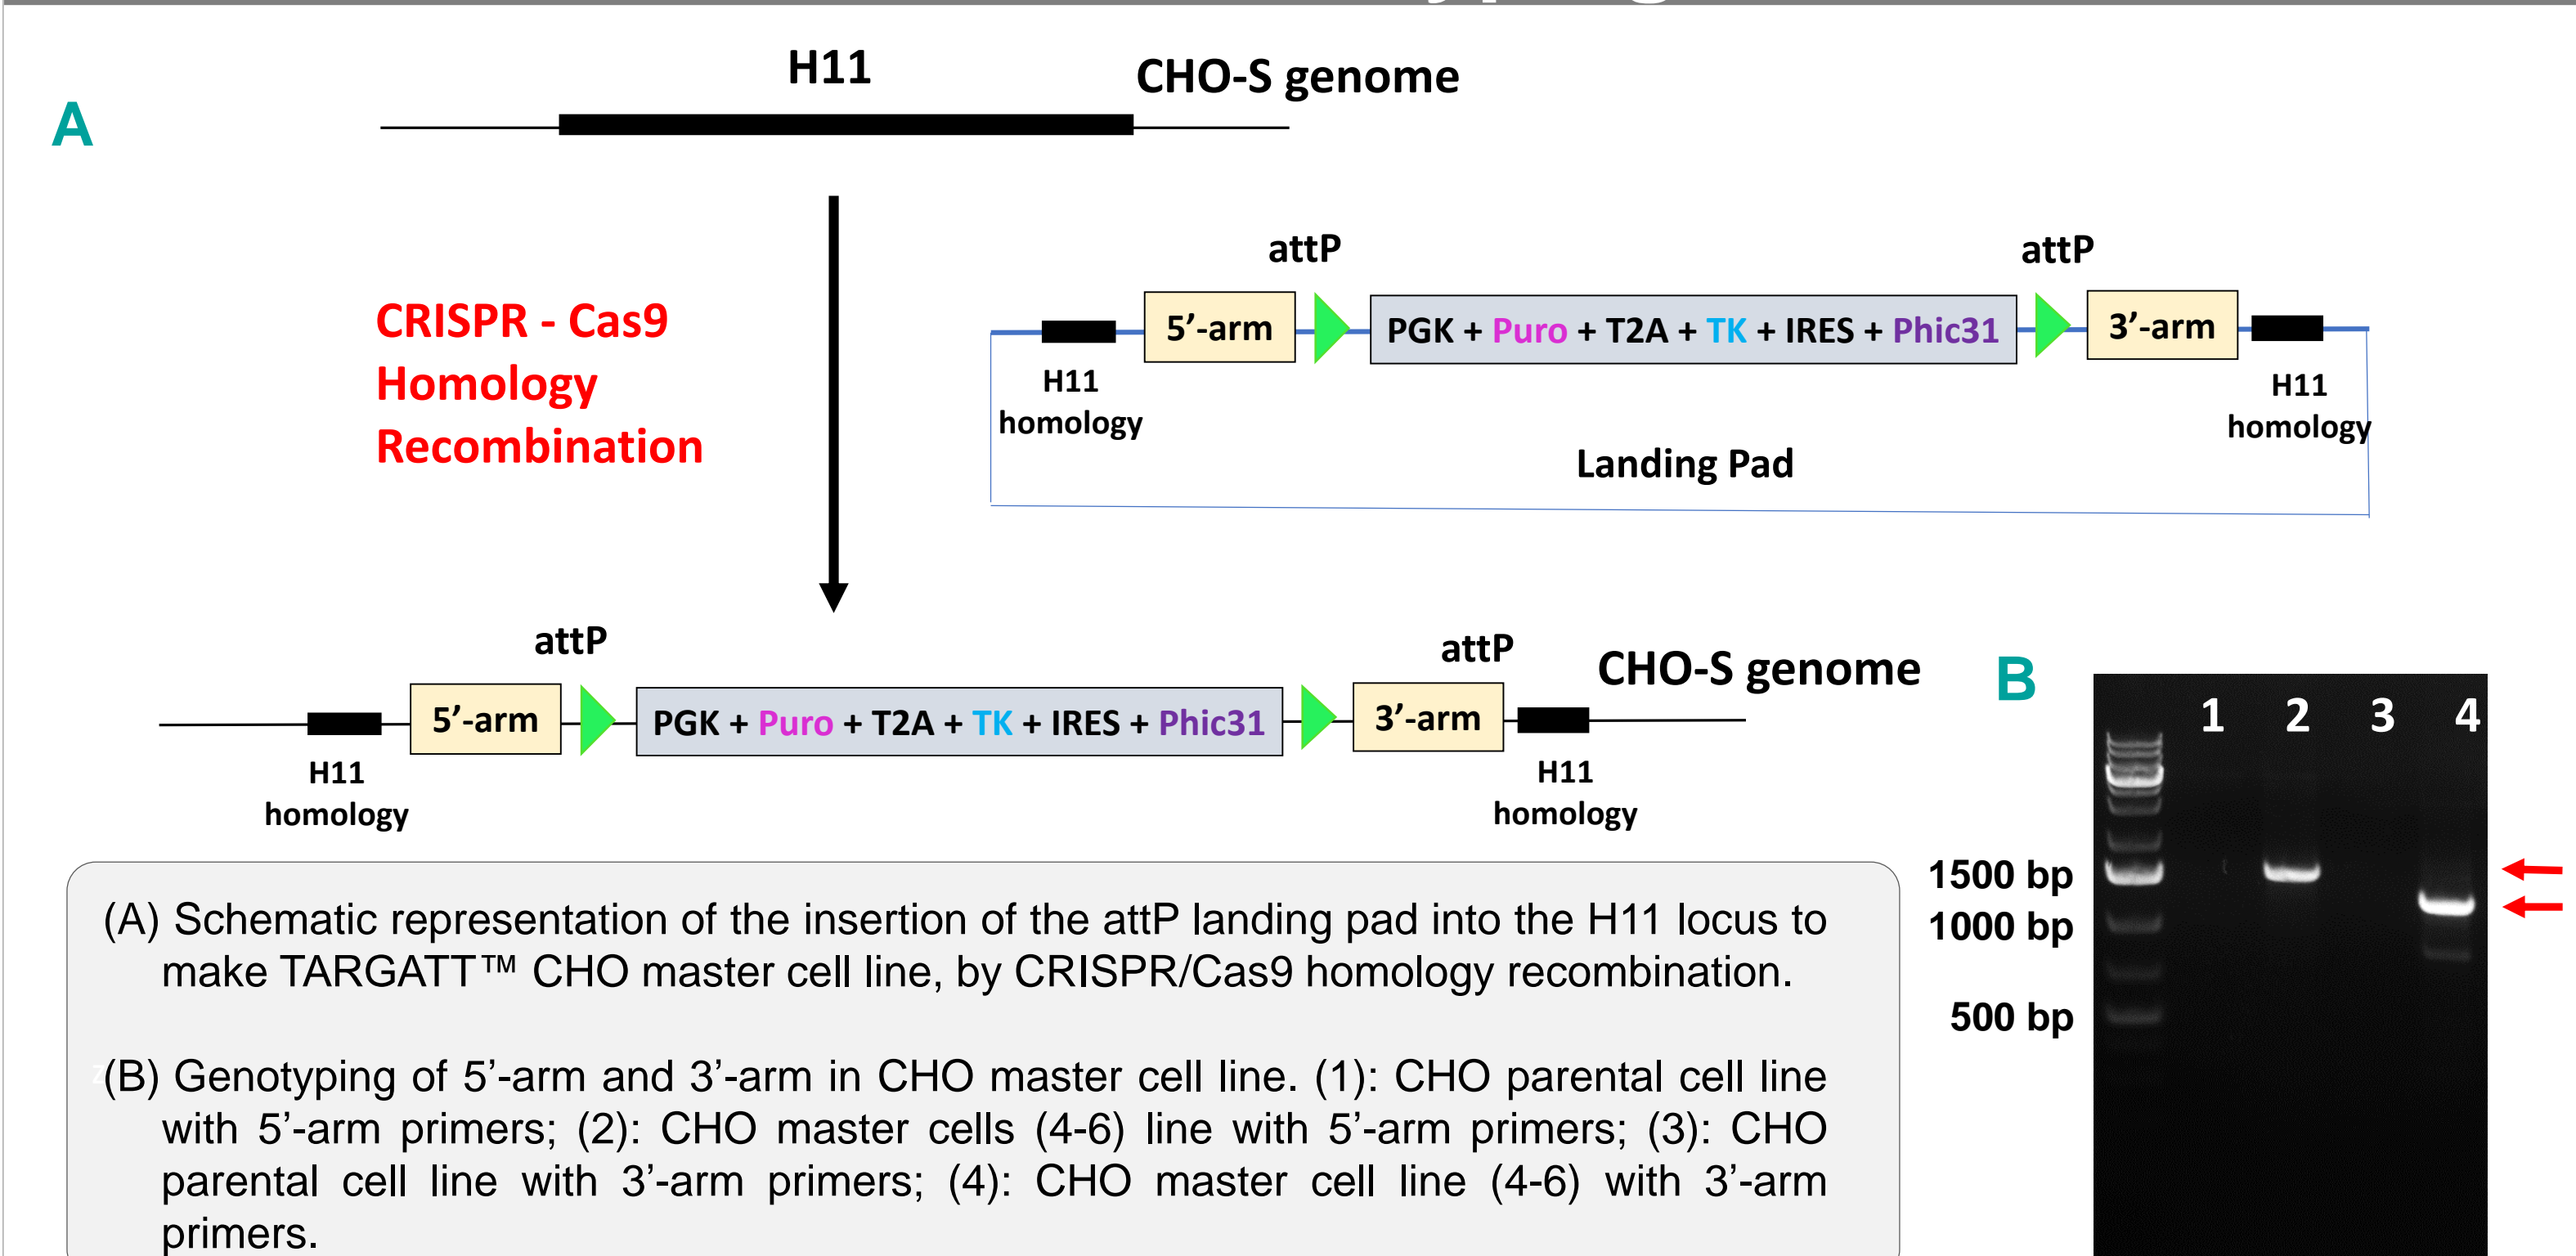 H11
CHO-S genome
A
attP
attP
CRISPR - Cas9
Homology
Recombination
5’-arm
PGK + Puro + T2A + TK + IRES + Phic31
3’-arm
H11
homology
H11
homology
Landing Pad
attP
attP
CHO-S genome
5’-arm
PGK + Puro + T2A + TK + IRES + Phic31
3’-arm
H11
homology
H11
homology
B
1 2 3 4
1500 bp
1000 bp
500 bp
(A) Schematic representation of the insertion of the attP landing pad into the H11 locus to
make TARGATT™ CHO master cell line, by CRISPR/Cas9 homology recombination.
(B) Genotyping of 5’-arm and 3’-arm in CHO master cell line. (1): CHO parental cell line
with 5’-arm primers; (2): CHO master cells (4-6) line with 5’-arm primers; (3): CHO
parental cell line with 3’-arm primers; (4): CHO master cell line (4-6) with 3’-arm
primers.